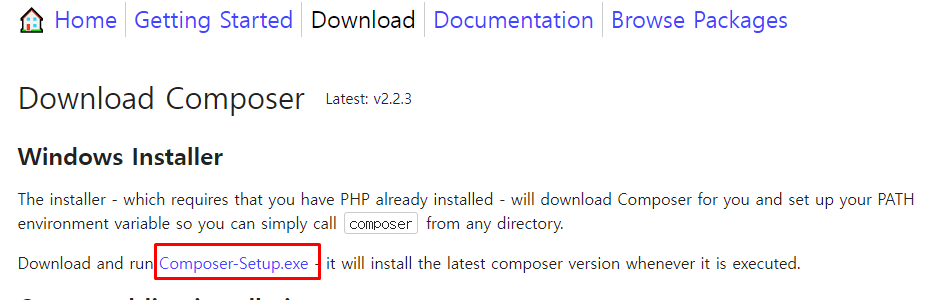 Home Getting Started Download Documentation Browse Packages
Download Composer Latest: v2.2.3
Windows Installer
The installer - which requires that you have PHP already installed - will download Composer for you and set up your PATH
environment variable so you can simply call composer from any directory.
Download and run Composer-Setup.exe - it will install the latest composer version whenever it is executed.